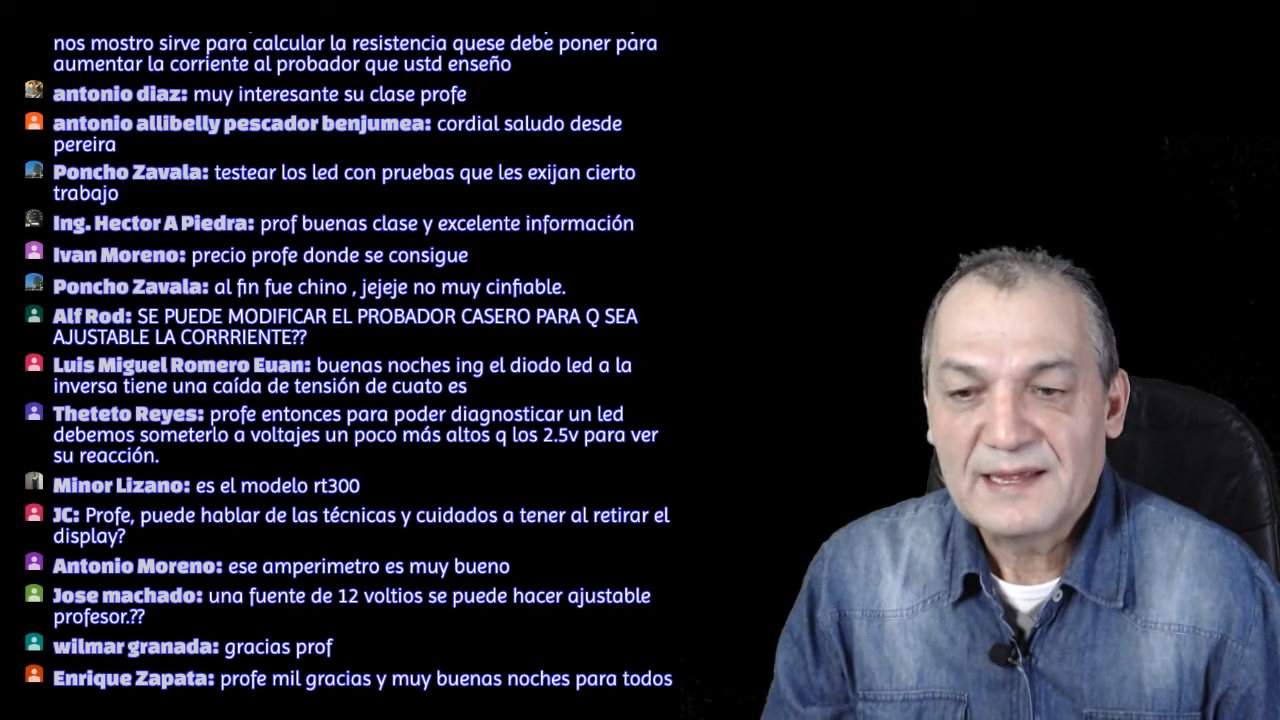 nos mostro sirve para calcular la resistencia quese debe poner para
aumentar la corriente al probador que ustd enseño
antonio diaz: muy interesante su clase profe
antonio allibelly pescador benjumea: cordial saludo desde
pereira
Poncho Zavala: testear los led con pruebas que les exijan cierto
trabajo
Ing. Hector A Piedra: prof buenas clase y excelente información
Ivan Moreno: precio profe donde se consigue
Poncho Zavala: al fin fue chino , jejeje no muy cinfiable.
Alf Rod: SE PUEDE MODIFICAR EL PROBADOR CASERO PARA Q SEA
AJUSTABLE LA CORRRIENTE??
Luis Miguel Romero Euan: buenas noches ing el diodo led a la
inversa tiene una caída de tensión de cuato es
Theteto Reyes: profe entonces para poder diagnosticar un led
debemos someterlo a voltajes un poco más altos q los 2.5v para ver
su reacción.
Minor Lizano: es el modelo rt300
JC: Profe, puede hablar de las técnicas y cuidados a tener al retirar el
display?
Antonio Moreno: ese amperimetro es muy bueno
Jose machado: una fuente de 12 voltios se puede hacer ajustable
profesor.??
wilmar granada: gracias prof
Enrique Zapata: profe mil gracias y muy buenas noches para todos